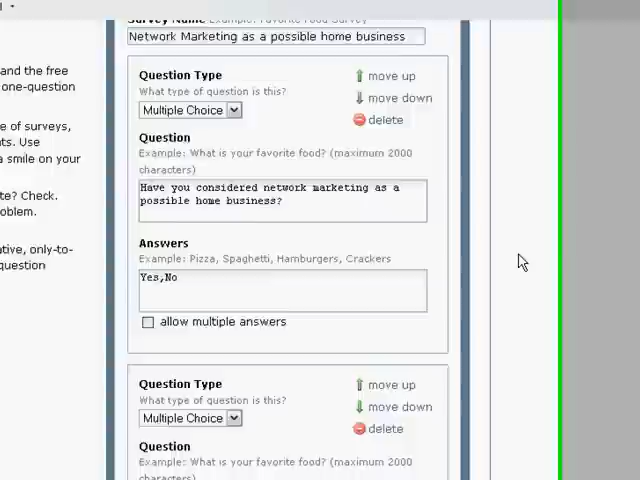 Survey Name Example: Favorite Food Survey
Network Marketing as a possible home business
and the free
one-question
e of surveys,
nts. Use
a smile on your
te? Check.
oblem.
ative, only-to-
question
Question Type
What type of question is this?
Multiple Choice
move up
move down
delete
Question
Example: What is your favorite food? (maximum 2000
characters)
Have you considered network marketing as a
possible home business?
Answers
Example: Pizza, Spaghetti, Hamburgers, Crackers
Yes,No
allow multiple answers
Question Type
What type of question is this?
Multiple Choice
move up
move down
delete
Question
Example: What is your favorite food? (maximum 2000
characters)